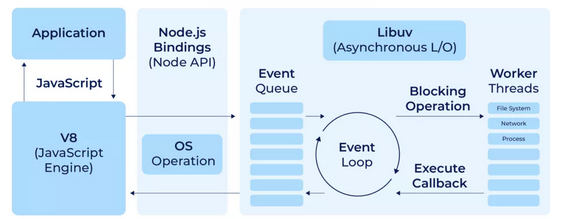 Application
JavaScript
V8
(JavaScript
Engine)
Node.js
Bindings
(Node API)
OS
Operation
Libuv
(Asynchronous L/O)
Event
Queue
Event
Loop
Blocking
Operation
Execute
Callback
Worker
Threads
File System
Network
Process